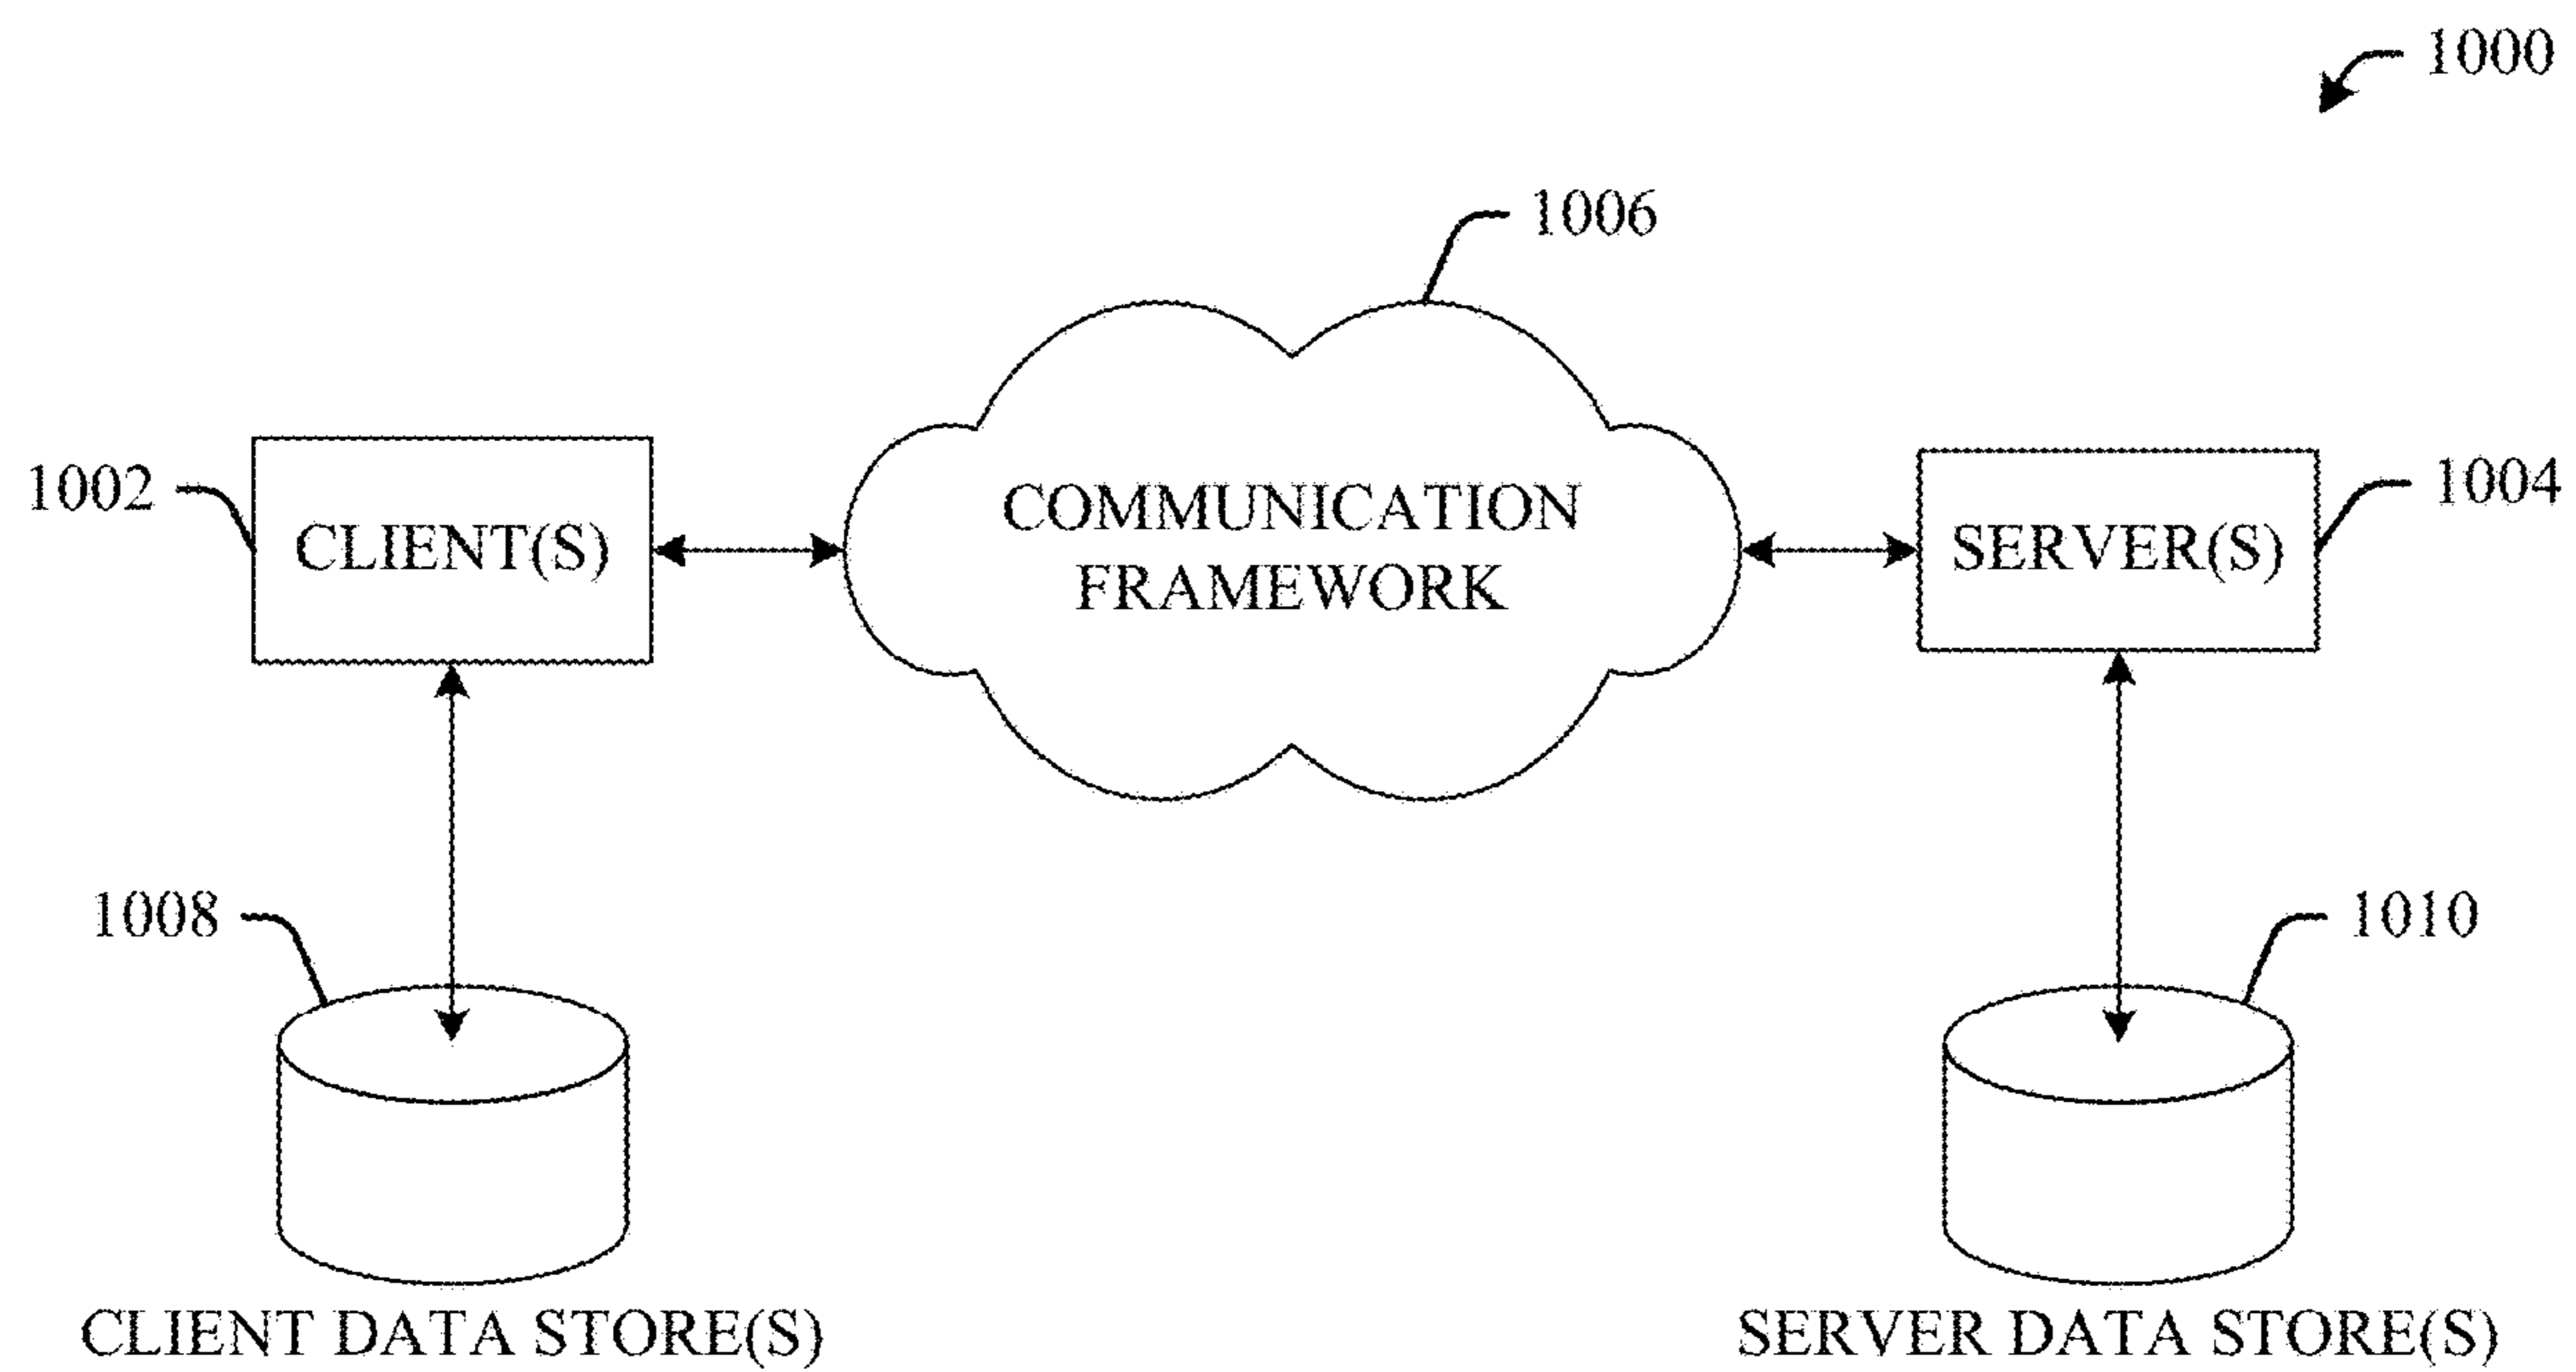 1000
1006
1002
CLIENT(S)
COMMUNICATION
FRAMEWORK
SERVER(S)
1004
1008
1010
CLIENT DATA STORE(S)
SERVER DATA STORE(S)